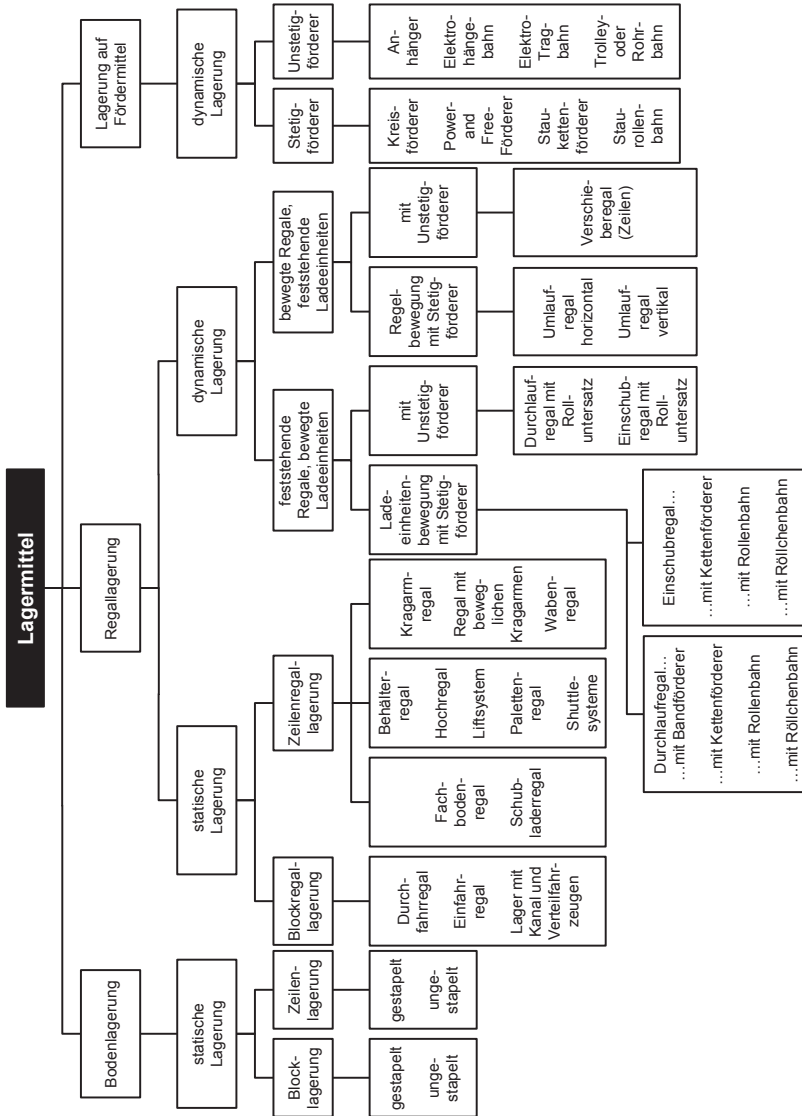 Lagermittel
Bodenlagerung
Regallagerung
Lagerung auf
Fördermittel
statische
Lagerung
statische
Lagerung
dynamische
Lagerung
dynamische
Lagerung
Block-
lagerung
Zeilen-
lagerung
Blockregal-
lagerung
Zeilenregal-
lagerung
feststehende
Regale, bewegte
Ladeeinheiten
bewegte Regale,
feststehende
Ladeeinheiten
Stetig-
förderer
Unstetig-
förderer
gestapelt
unge-
stapelt
gestapelt
unge-
stapelt
Durch-
fahrregal
Einfahr-
regal
Lager mit
Kanal und
Verteilfahr-
zeugen
Fach-
boden-
regal
Schub-
laderregal
Behälter-
regal
Hochregal
Liftsystem
Paletten-
regal
Shuttle-
systeme
Kragarm-
regal
Regal mit
beweg-
lichen
Kragarmen
Waben-
regal
Lade-
einheiten-
bewegung
mit Stetig-
förderer
mit
Unstetig-
förderer
Regel-
bewegung
mit Stetig-
förderer
mit
Unstetig-
förderer
Kreis-
förderer
Power-
and
Free-
Förderer
Stau-
ketten-
förderer
Stau-
rollen-
bahn
An-
hänger
Elektro-
hänge-
bahn
Elektro-
Trag-
bahn
Trolley-
oder
Rohr-
bahn
Durchlauf-
regal mit
Roll-
untersatz
Einschub-
regal mit
Roll-
untersatz
Umlauf-
regal
horizontal
Umlauf-
regal
vertikal
Verschie-
beregal
(Zeilen)
Durchlaufregal…
…mit Bandförderer
…mit Kettenförderer
…mit Rollenbahn
…mit Röllchenbahn
Einschubregal…
…mit Kettenförderer
…mit Rollenbahn
…mit Röllchenbahn